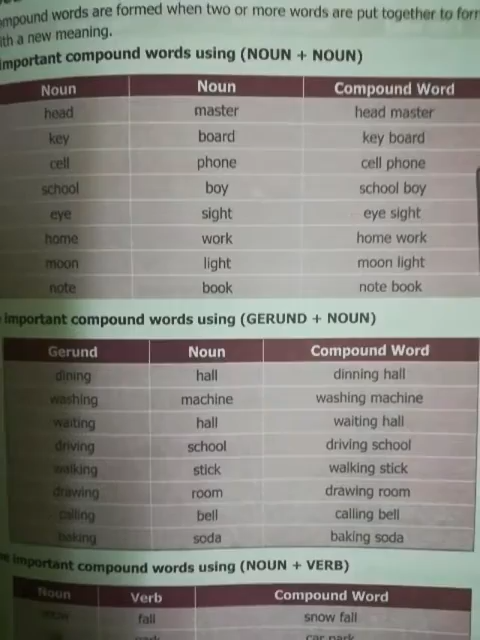 mpound words are formed when two or more words are put together to form
ith a new meaning.
important compound words using (NOUN + NOUN)
Noun Noun Compound Word
head master head master
key board key board
cell phone cell phone
school boy school boy
eye sight eye sight
home work home work
moon light moon light
note book note book
important compound words using (GERUND + NOUN)
Gerund Noun Compound Word
dining hall dinning hall
washing machine washing machine
waiting hall waiting hall
driving school driving school
walking stick walking stick
drawing room drawing room
calling bell calling bell
baking soda baking soda
important compound words using (NOUN + VERB)
Noun Verb Compound Word
snow fall snow fall
park car park